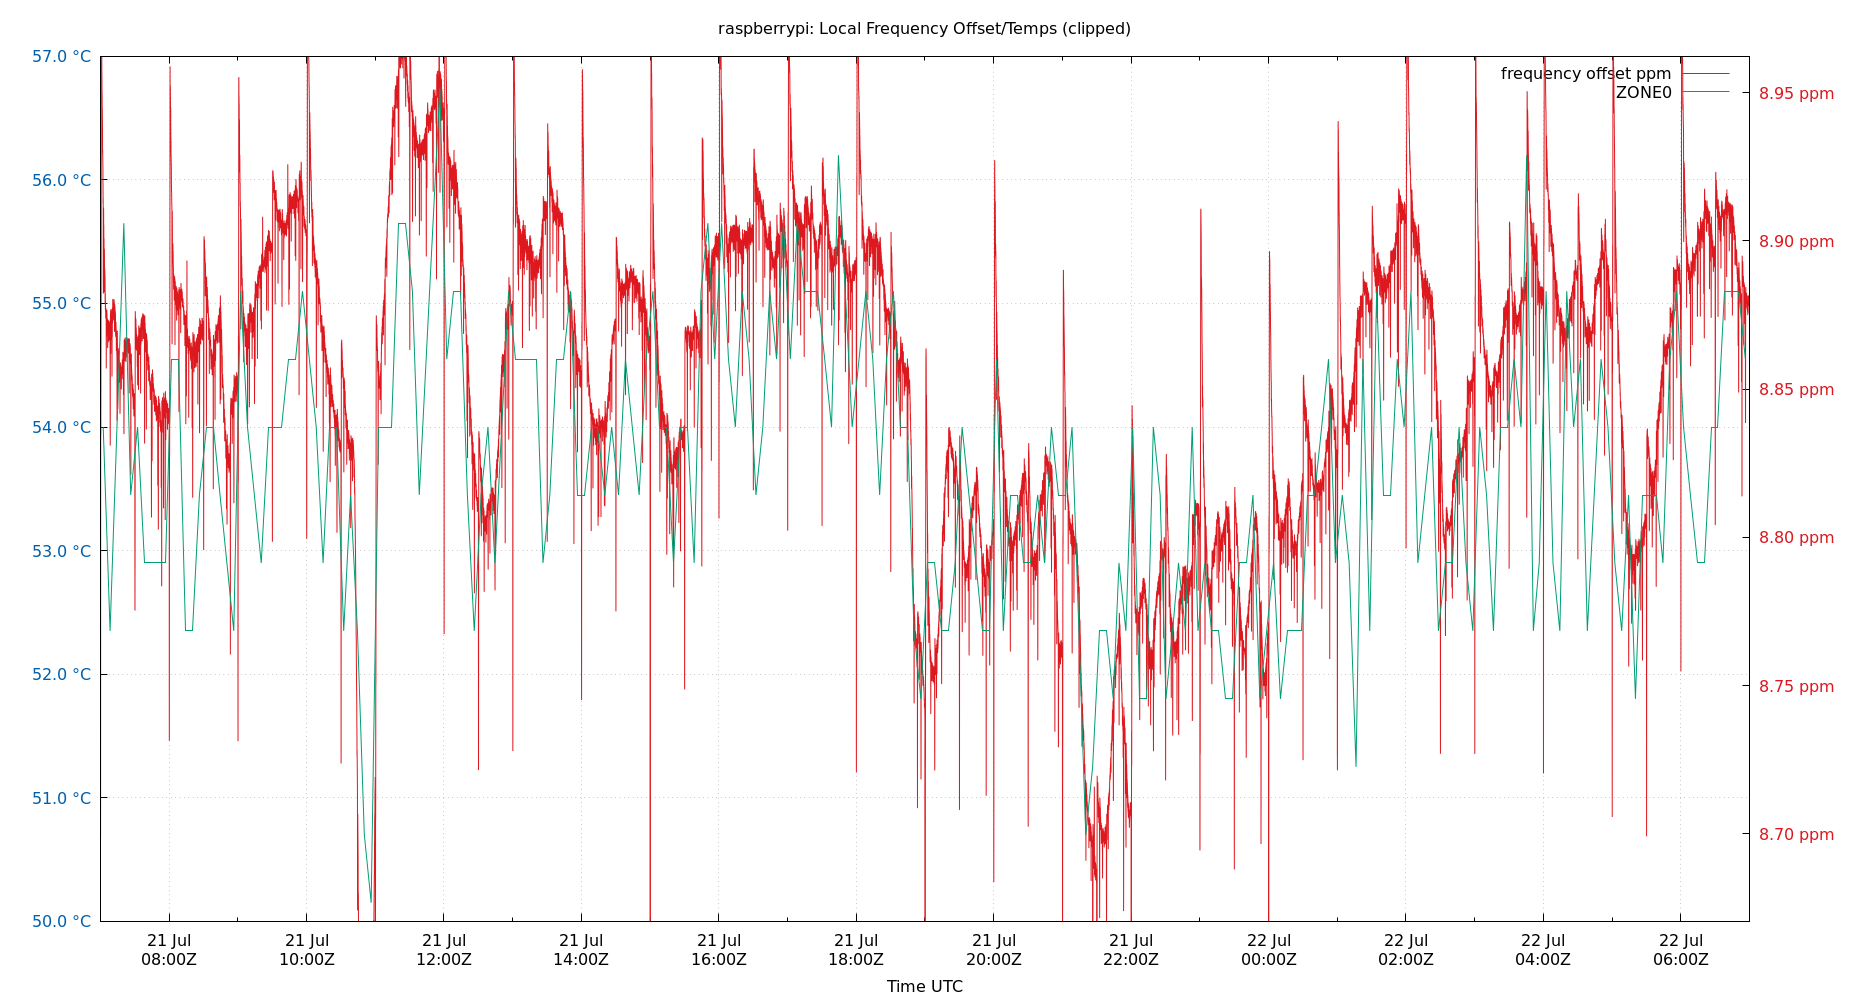 raspberrypi: Local Frequency Offset/Temps (clipped)
57.0 °C
56.0 °C
55.0 °C
54.0 °C
53.0 °C
52.0 °C
51.0 °C
50.0 °C
frequency offset ppm
ZONE0
8.95 ppm
8.90 ppm
8.85 ppm
8.80 ppm
8.75 ppm
8.70 ppm
21 Jul
08:00Z
21 Jul
10:00Z
21 Jul
12:00Z
21 Jul
14:00Z
21 Jul
16:00Z
21 Jul
18:00Z
21 Jul
20:00Z
21 Jul
22:00Z
22 Jul
00:00Z
22 Jul
02:00Z
22 Jul
04:00Z
22 Jul
06:00Z
Time UTC